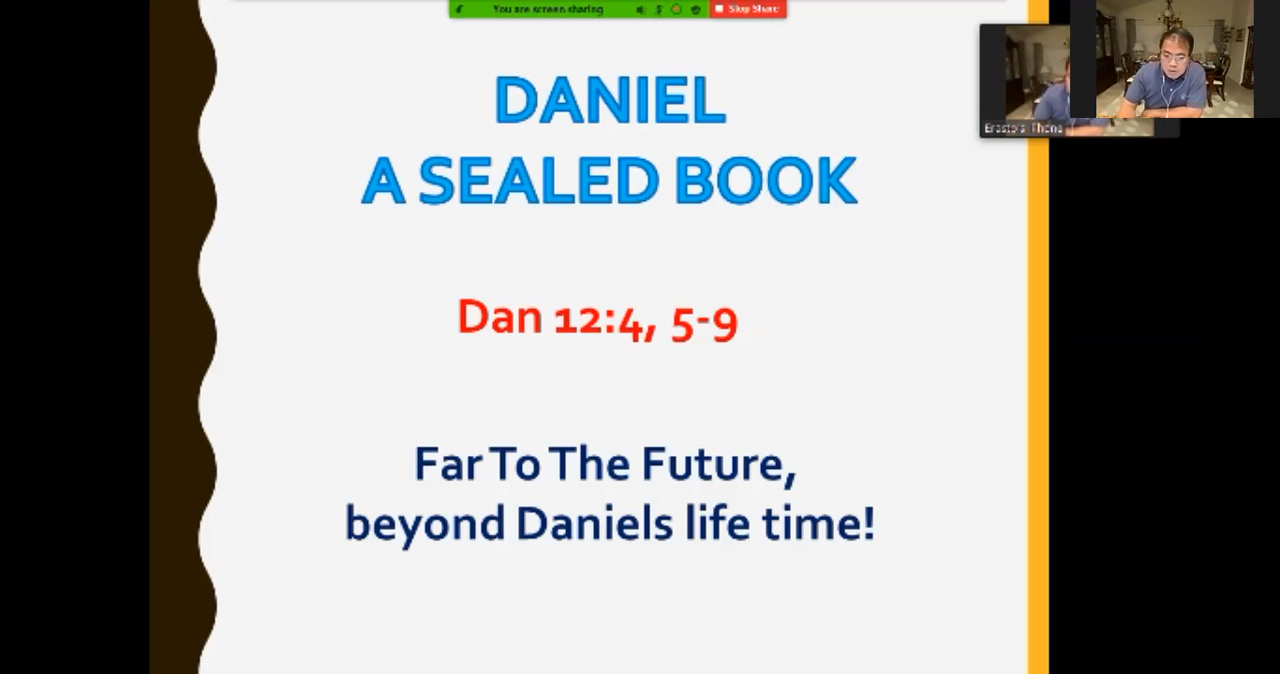 You are screen sharing
Stop Share
DANIEL
A SEALED BOOK
Dan 12:4, 5-9
Far To The Future,
beyond Daniels life time!